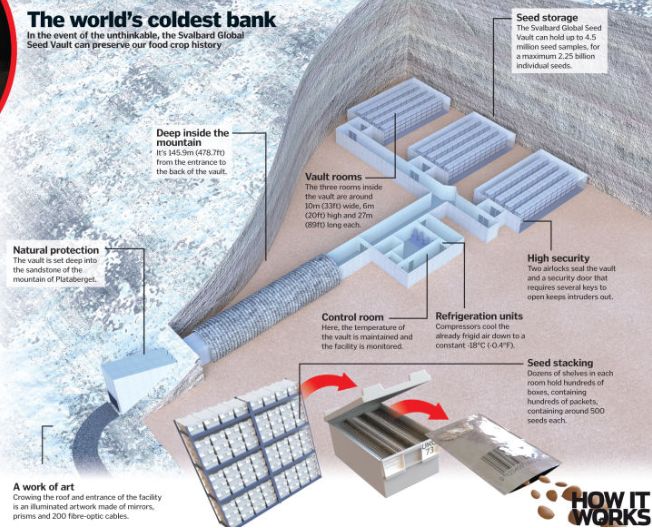 The world's coldest bank
In the event of the unthinkable, the Svalbard Global
Seed Vault can preserve our food crop history
Seed storage
The Svalbard Global Seed
Vault can hold up to 4.5
million seed samples, for
a maximum 2.25 billion
individual seeds.
Deep inside the
mountain
It's 145.9m (478.7ft)
from the entrance to
the back of the vault.
Vault rooms
The three rooms inside
the vault are around
10m (33ft) wide, 6m
(20ft) high and 27m
(89ft) long each.
Natural protection
The vault is set deep into
the sandstone of the
mountain of Plataberget.
High security
Two airlocks seal the vault
and a security door that
requires several keys to
open keeps intruders out.
Control room
Here, the temperature of
the vault is maintained and
the facility is monitored.
Refrigeration units
Compressors cool the
already frigid air down to a
constant -18°C (-0.4°F).
Seed stacking
Dozens of shelves in each
room hold hundreds of
boxes, containing
hundreds of packets,
containing around 500
seeds each.
A work of art
Crowing the roof and entrance of the facility
is an illuminated artwork made of mirrors,
prisms and 200 fibre-optic cables.
73
HOW IT
WORKS